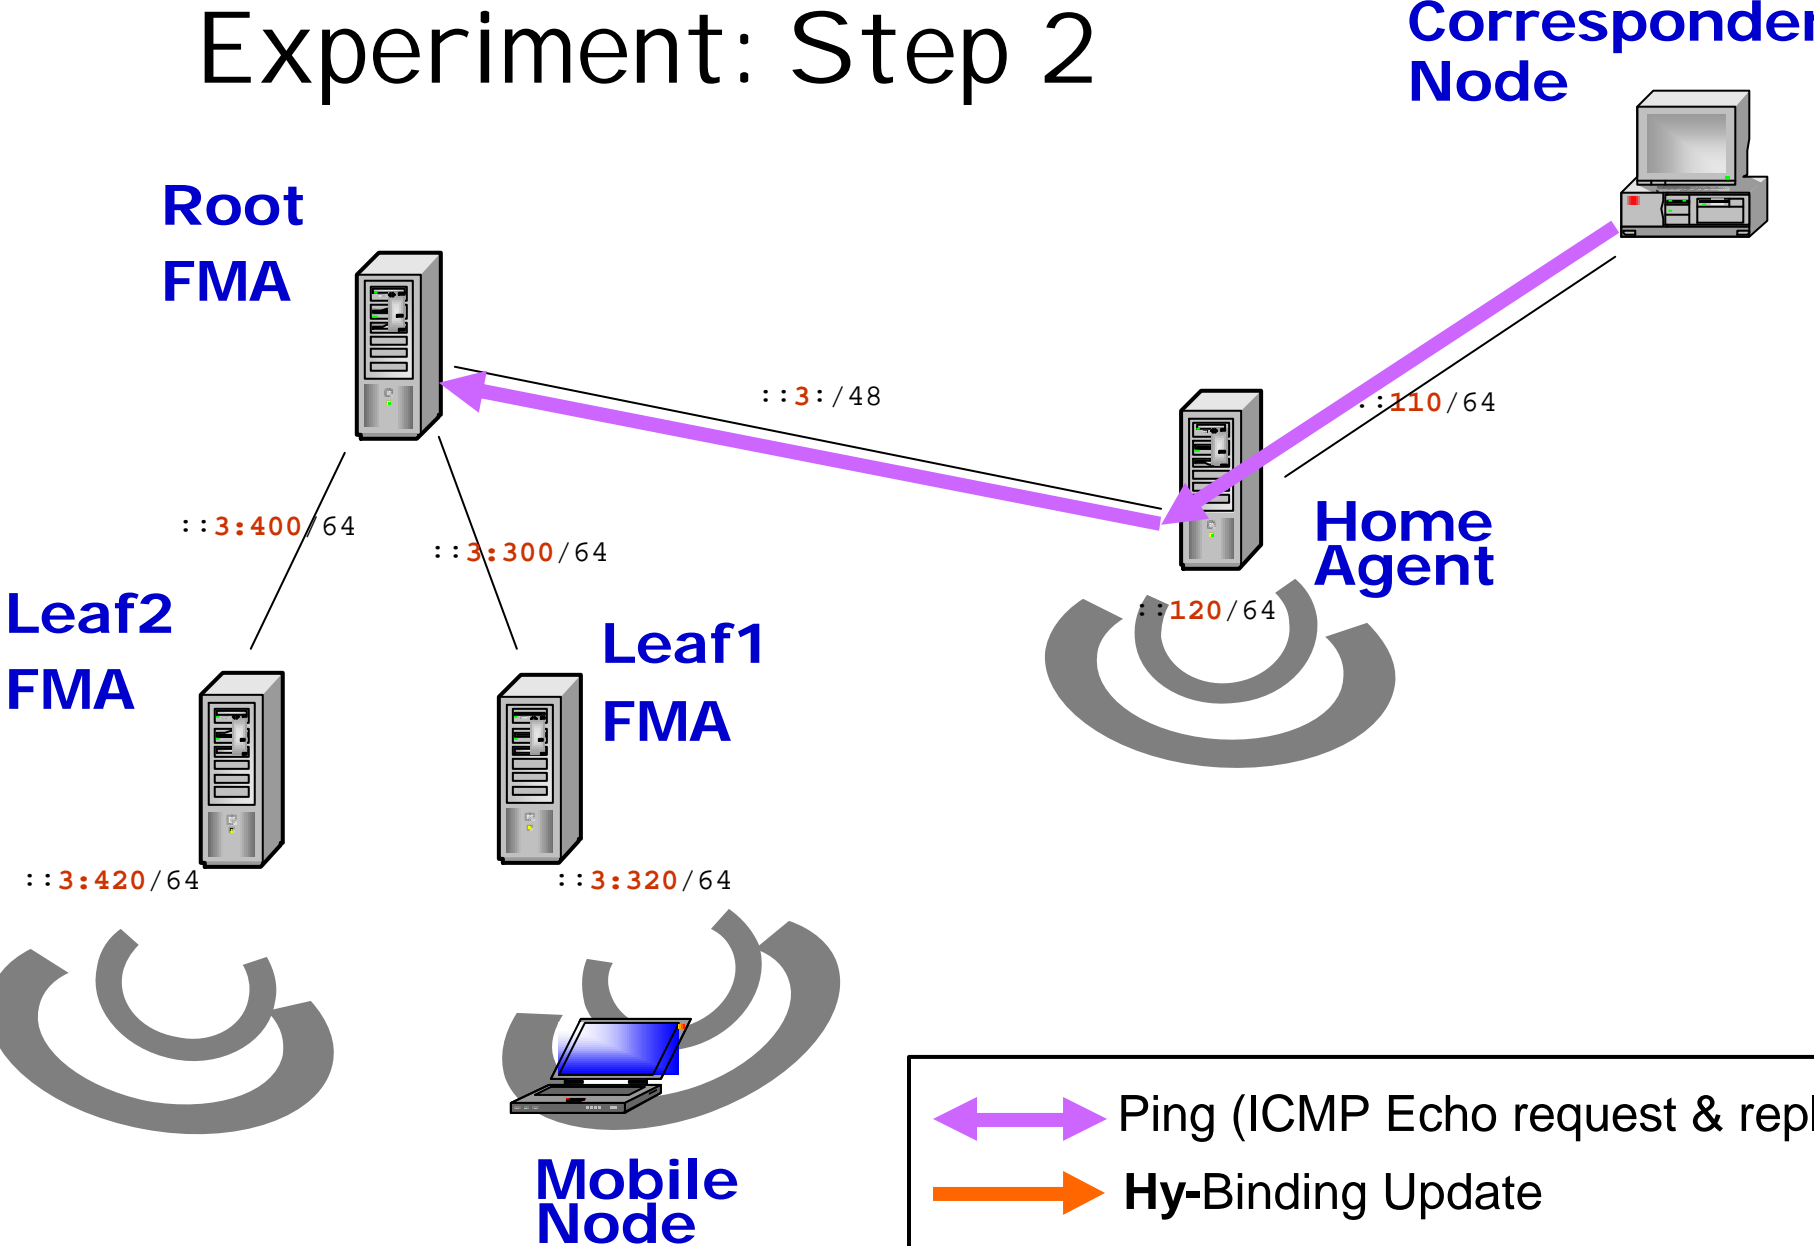 Experiment: Step 2
Node
Root
FMA
::3:/48
::110/64
::3:400/64
::3:300/64
Home
Agent
::120/64
Leaf2
FMA
Leaf1
FMA
::3:420/64
::3:320/64
Mobile
Node
Ping (ICMP Echo request &
Hy-Binding Update